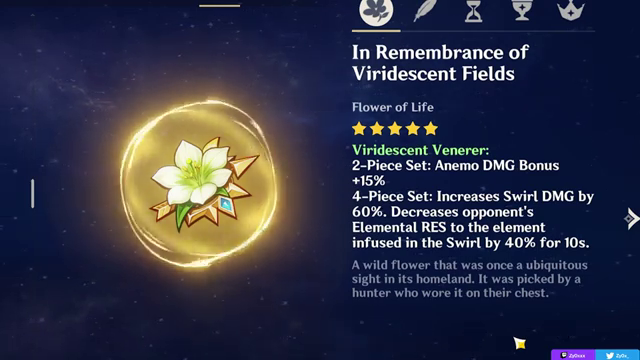 In Remembrance of
Viridescent Fields
Flower of Life
Viridescent Venerer:
2-Piece Set: Anemo DMG Bonus
+15%
4-Piece Set: Increases Swirl DMG by
60%. Decreases opponent's
Elemental RES to the element
infused in the Swirl by 40% for 10s.
A wild flower that was once a ubiquitous
sight in its homeland. It was picked by a
hunter who wore it on their chest.